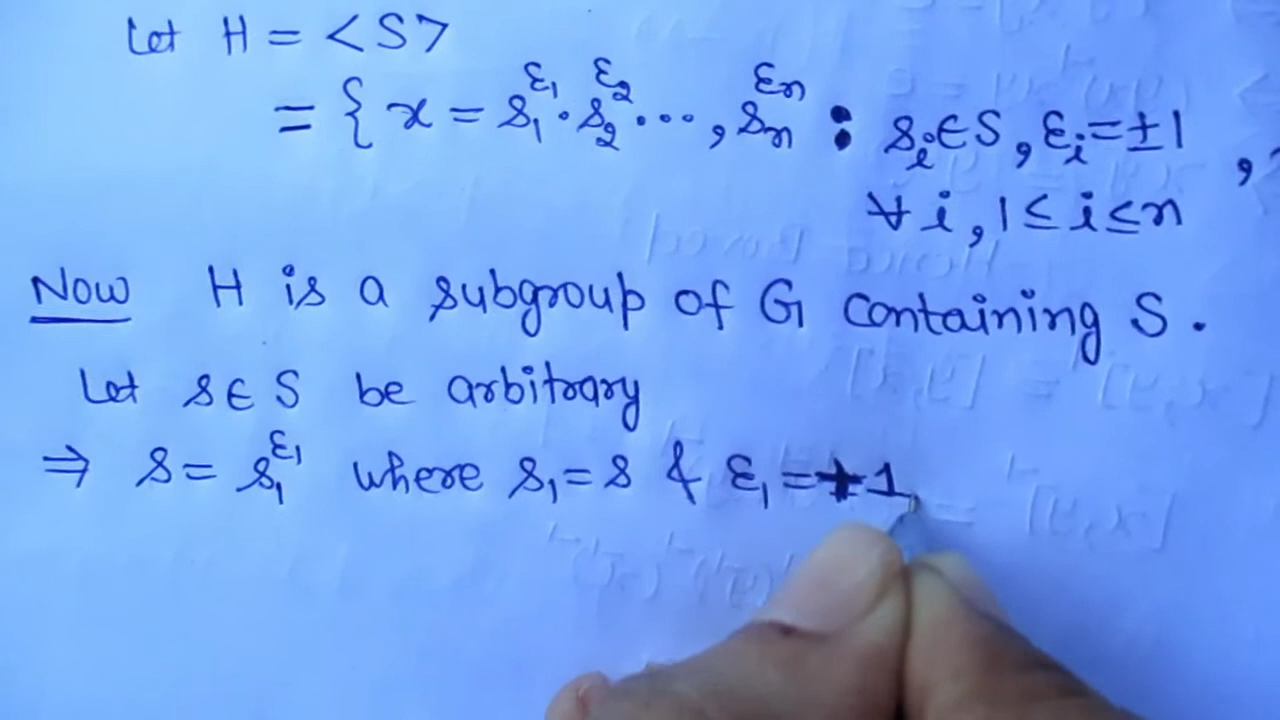 Let H = <S>
= { x = s₁^ε₁ · s₂^ε₂ · ··· , sₙ^εₙ : sᵢ ∈ S , εᵢ = ±1 ,
∀ i , 1 ≤ i ≤ n
Now H is a subgroup of G containing S .
Let s ∈ S be arbitrary
⇒ s = s₁^ε₁ where s₁ = s & ε₁ = +1